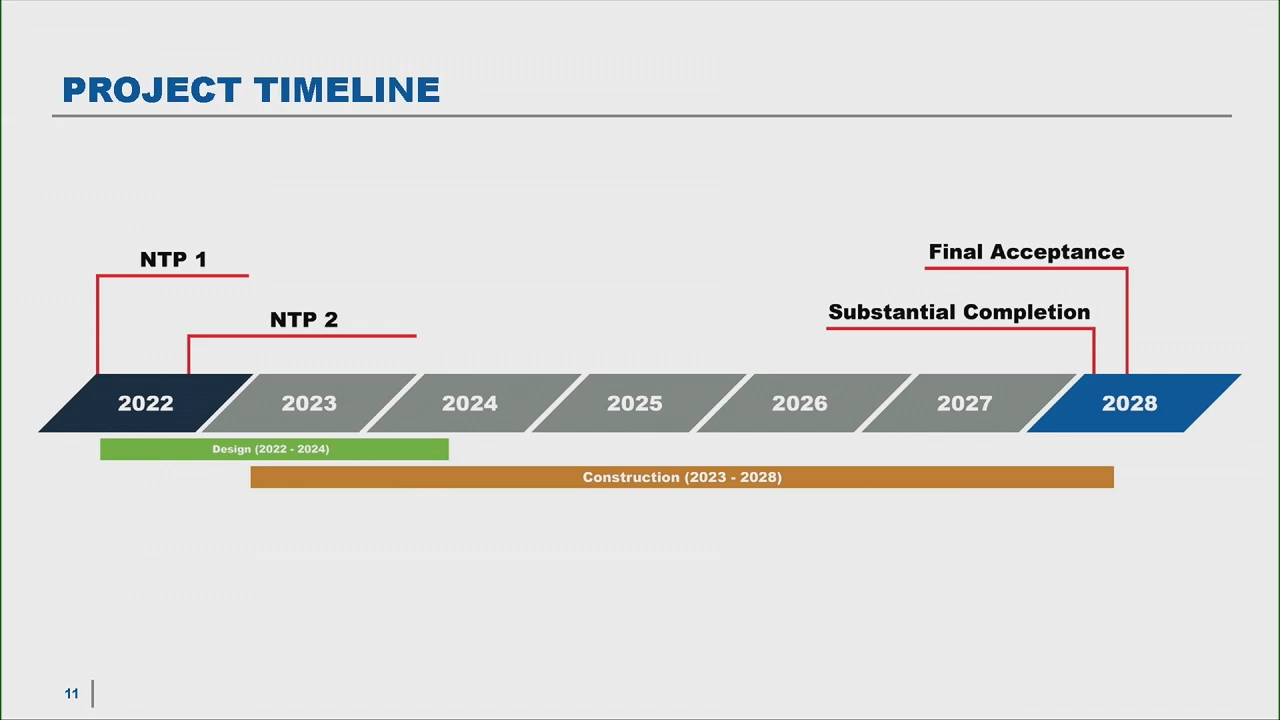 PROJECT TIMELINE
NTP 1
NTP 2
Final Acceptance
Substantial Completion
2022 2023 2024 2025 2026 2027 2028
Design (2022 - 2024)
Construction (2023 - 2028)
11